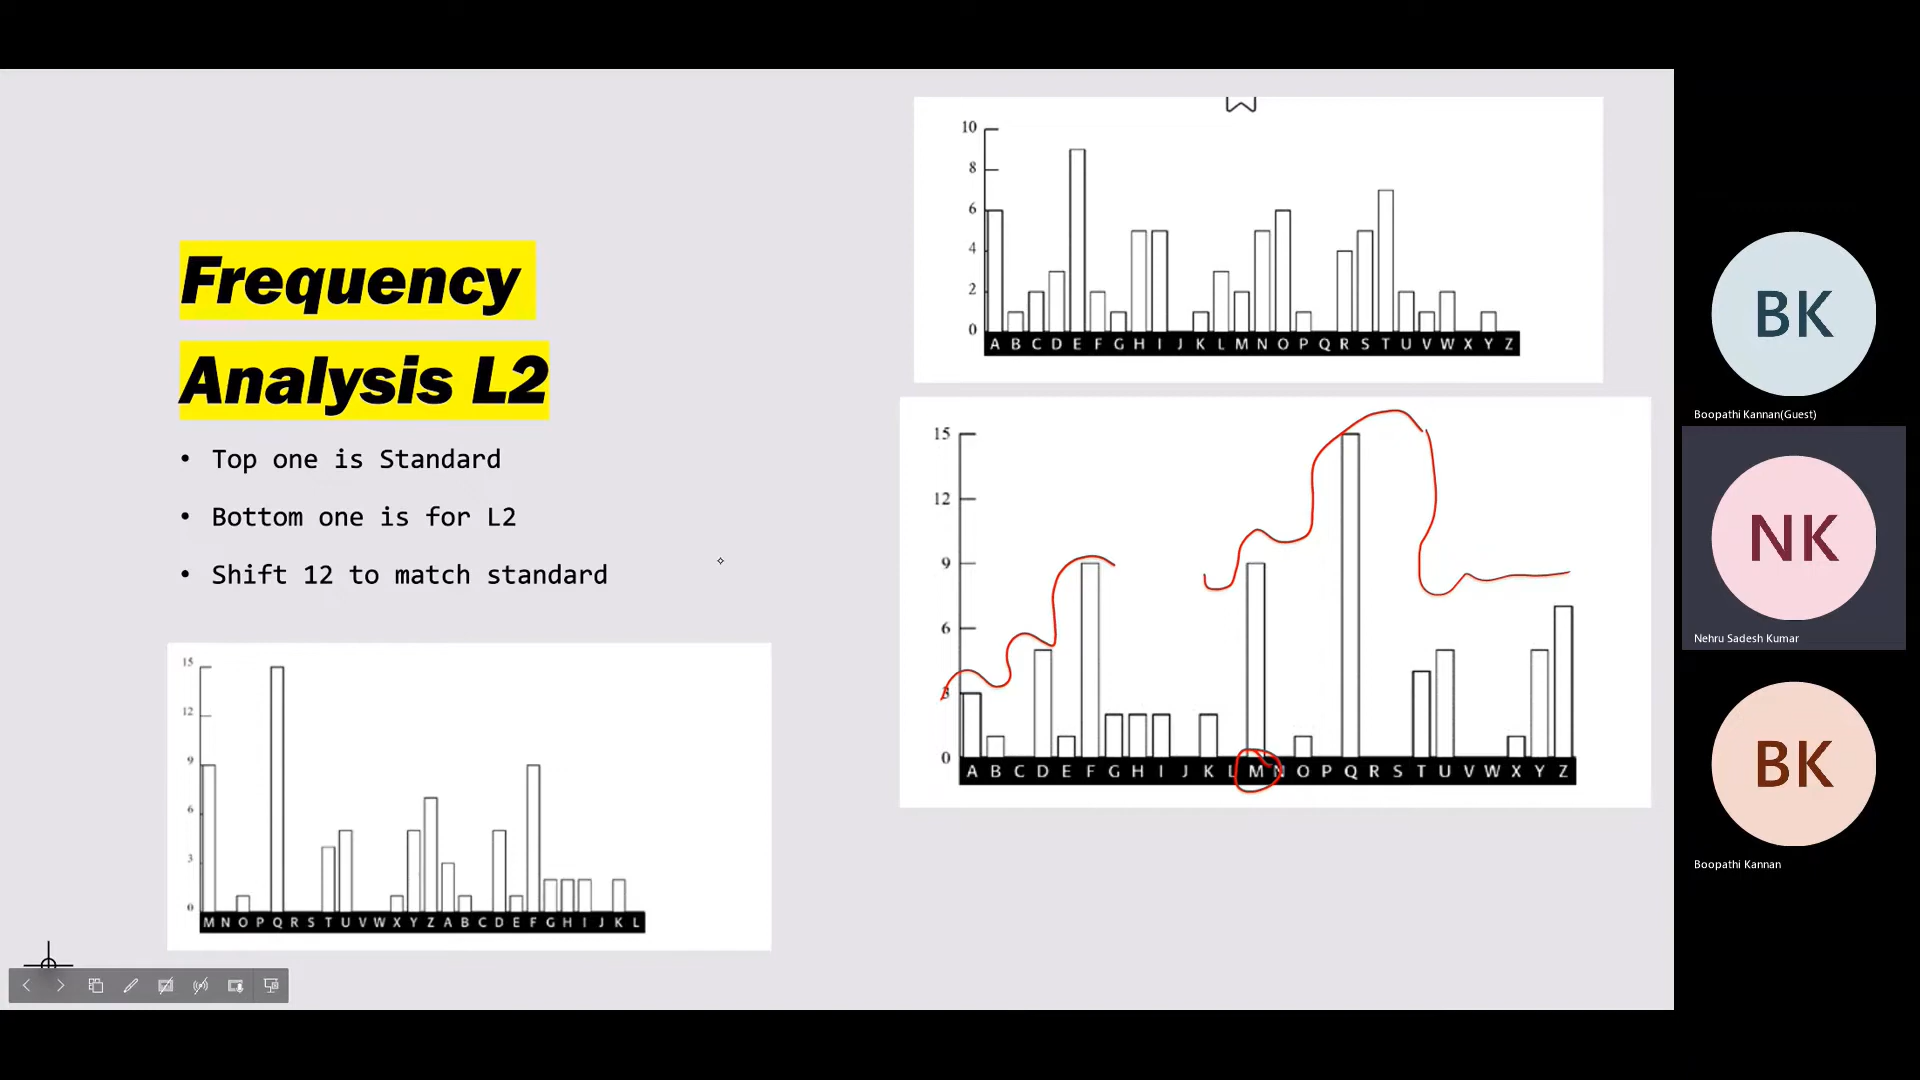 Frequency
Analysis L2
• Top one is Standard
• Bottom one is for L2
• Shift 12 to match standard
15
12
9
6
3
0
M N O P Q R S T U V W X Y Z A B C D E F G H I J K L
10
8
6
4
2
0
A B C D E F G H I J K L M N O P Q R S T U V W X Y Z
15
12
9
6
3
0
A B C D E F G H I J K L M N O P Q R S T U V W X Y Z
BK
Boopathi Kannan(Guest)
NK
Nehru Sadesh Kumar
BK
Boopathi Kannan